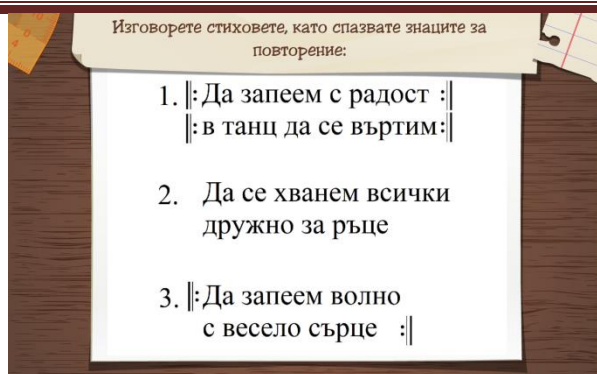 Изговорете стиховете, като спазвате знаците за
повторение:
1. 𝄆 Да запеем с радост 𝄇
𝄆 в танц да се въртим 𝄇
2. Да се хванем всички
дружно за ръце
3. 𝄆 Да запеем волно
с весело сърце 𝄇